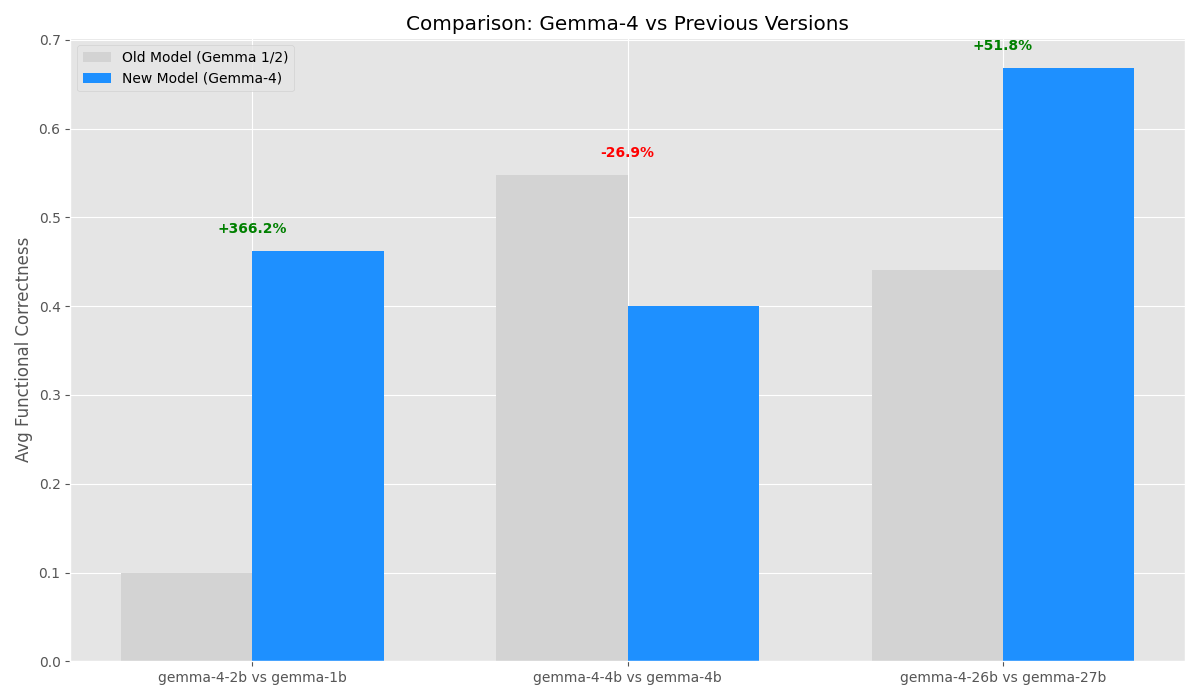 Comparison: Gemma-4 vs Previous Versions
Old Model (Gemma 1/2)
New Model (Gemma-4)
+366.2%
-26.9%
+51.8%
Avg Functional Correctness
0.7
0.6
0.5
0.4
0.3
0.2
0.1
0.0
gemma-4-2b vs gemma-1b
gemma-4-4b vs gemma-4b
gemma-4-26b vs gemma-27b